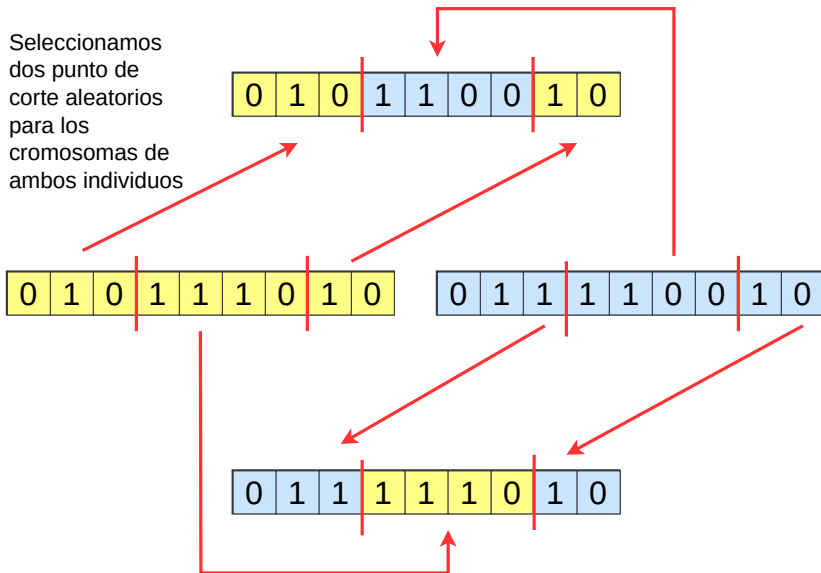 Seleccionamos
dos punto de
corte aleatorios
para los
cromosomas de
ambos individuos
0 1 0 1 1 0 0 1 0
0 1 0 1 1 1 0 1 0
0 1 1 1 1 0 0 1 0
0 1 1 1 1 1 0 1 0